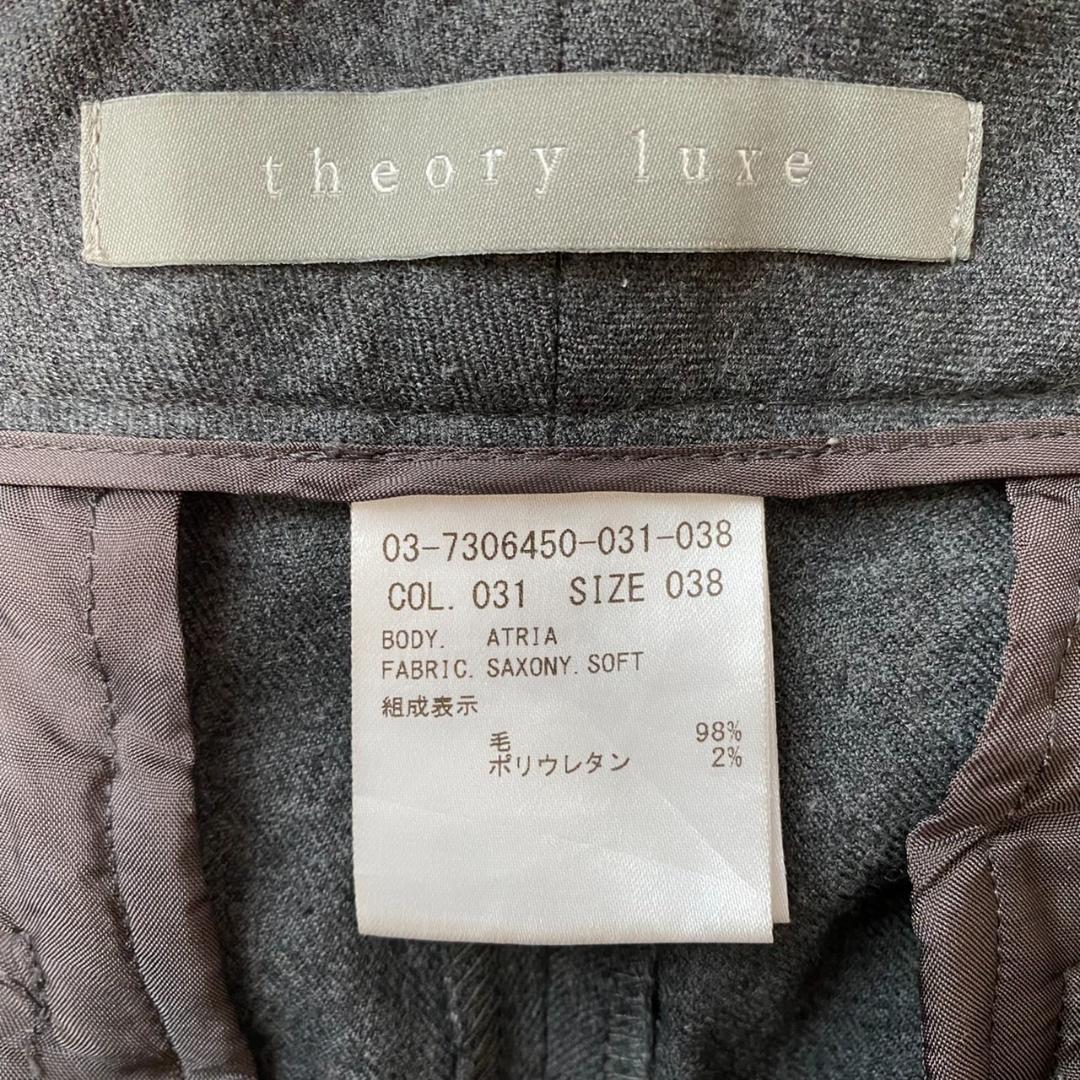 theory luxe
03-7306450-031-038
COL. 031 SIZE 038
BODY. ATRIA
FABRIC. SAXONY. SOFT
組成表示
毛 98%
ポリウレタン 2%